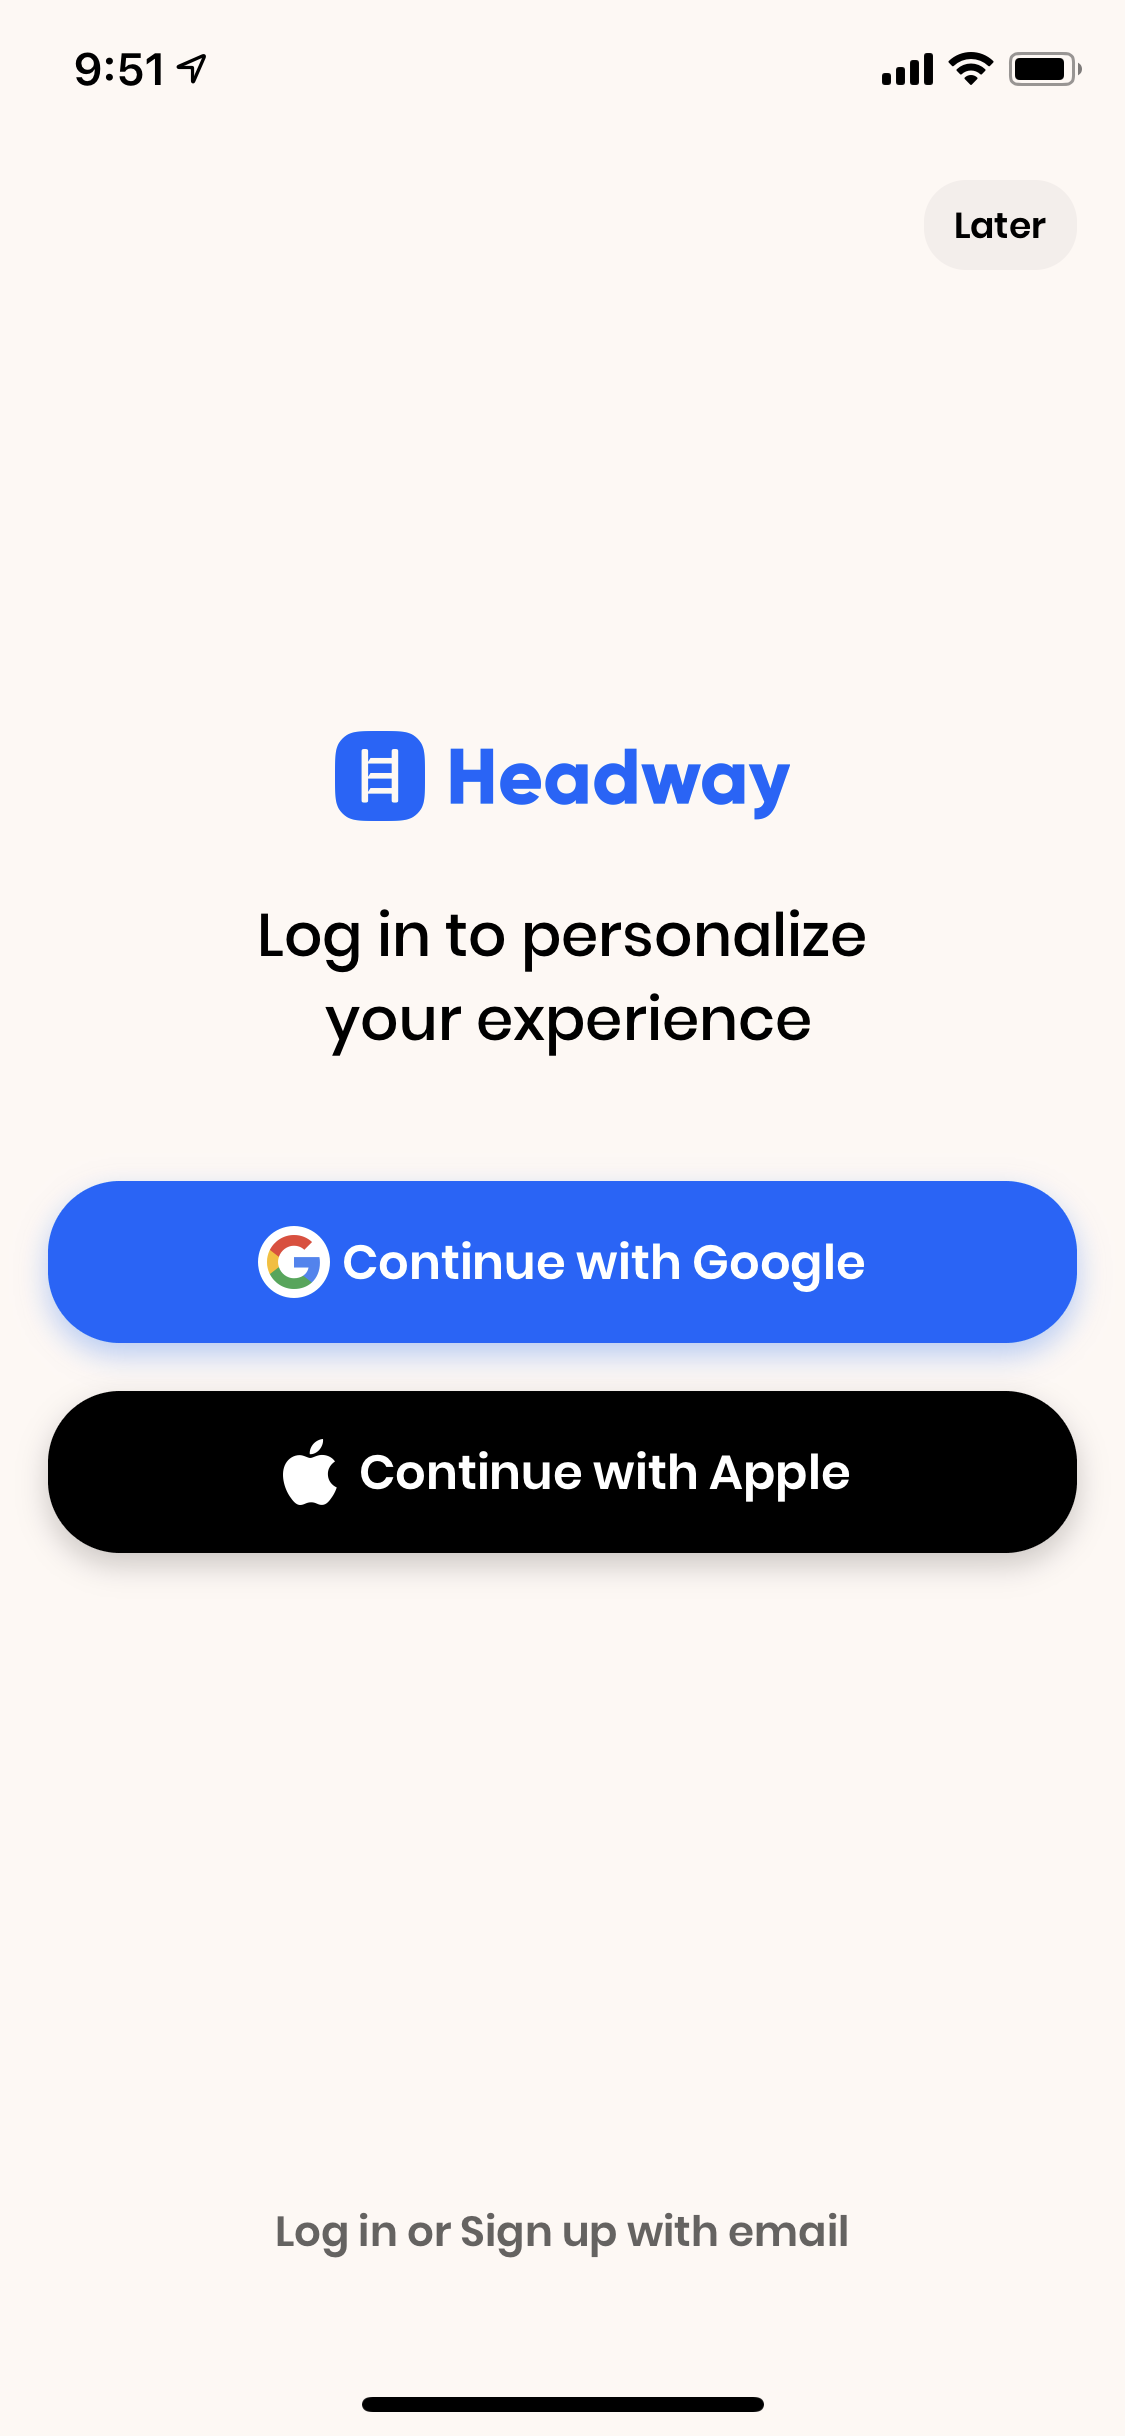 9:51
Later
Headway
Log in to personalize
your experience
Continue with Google
Continue with Apple
Log in or Sign up with email